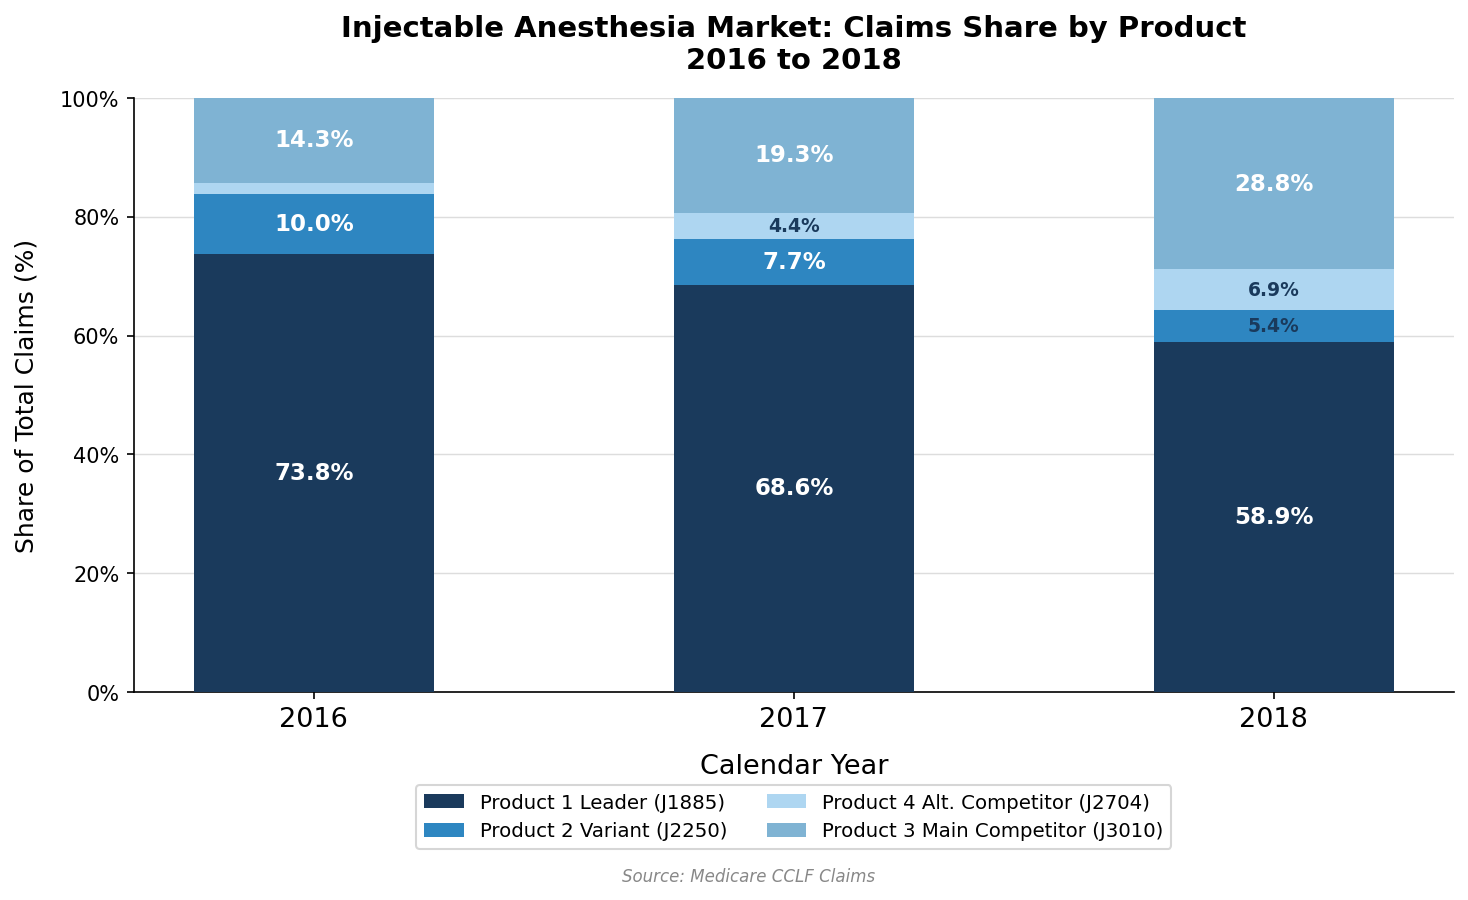 Injectable Anesthesia Market: Claims Share by Product
2016 to 2018
Share of Total Claims (%)
100%
80%
60%
40%
20%
0%
14.3%
10.0%
73.8%
19.3%
4.4%
7.7%
68.6%
28.8%
6.9%
5.4%
58.9%
2016
2017
2018
Calendar Year
Product 1 Leader (J1885)
Product 2 Variant (J2250)
Product 4 Alt. Competitor (J2704)
Product 3 Main Competitor (J3010)
Source: Medicare CCLF Claims